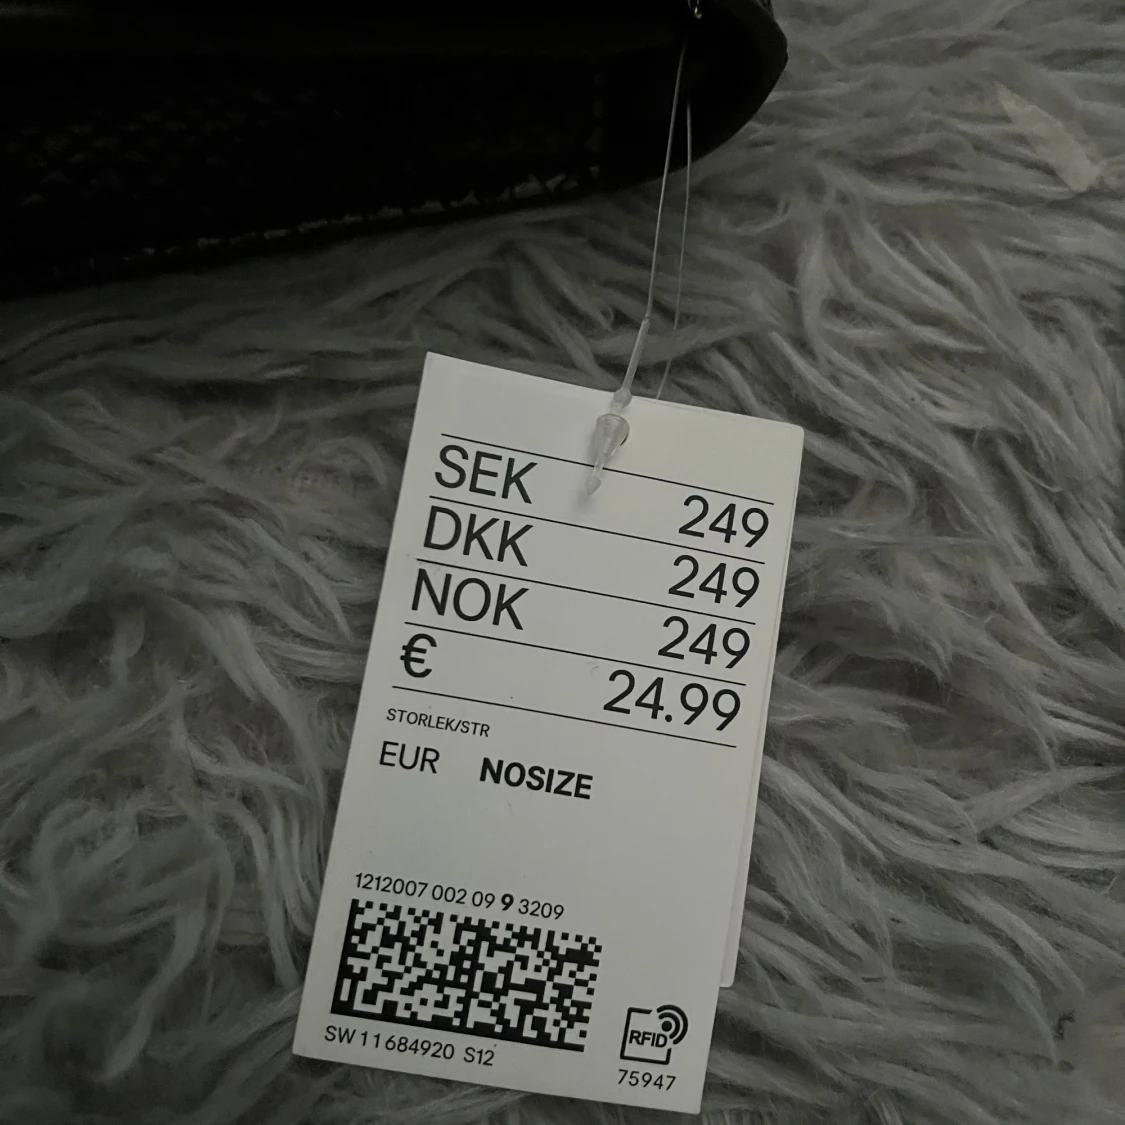 SEK 249
DKK 249
NOK 249
€ 24.99
STORLEK/STR
EUR NOSIZE
1212007 002 09 9 3209
SW 11684920 S12
RFID
75947